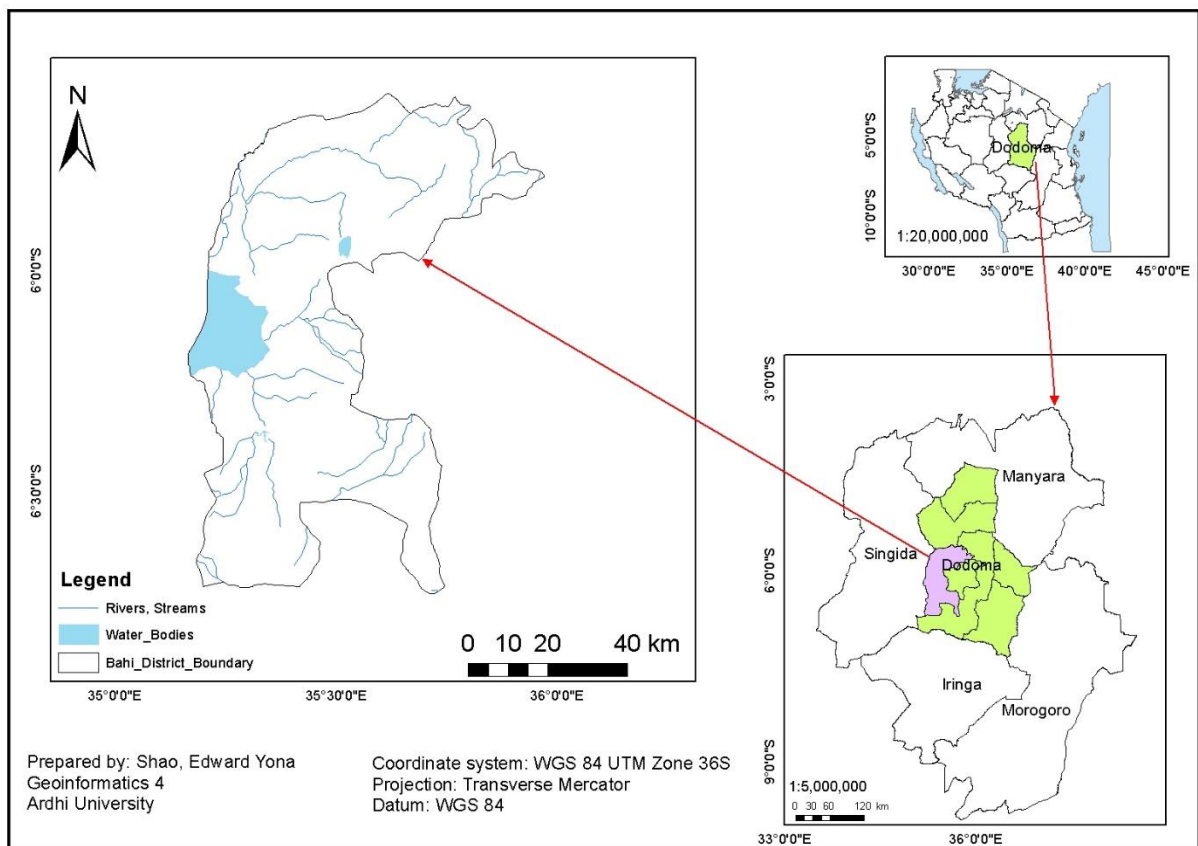 N
6°0'0"S
6°30'0"S
Legend
Rivers, Streams
Water_Bodies
Bahi_District_Boundary
0 10 20 40 km
35°0'0"E 35°30'0"E 36°0'0"E
Prepared by: Shao, Edward Yona
Geoinformatics 4
Ardhi University
Coordinate system: WGS 84 UTM Zone 36S
Projection: Transverse Mercator
Datum: WGS 84
5°0'0"S
10°0'0"S
Dodoma
1:20,000,000
30°0'0"E 35°0'0"E 40°0'0"E 45°0'0"E
3°0'0"S
6°0'0"S
9°0'0"S
Manyara
Singida
Dodoma
Iringa
Morogoro
1:5,000,000
0 30 60 120 km
33°0'0"E 36°0'0"E